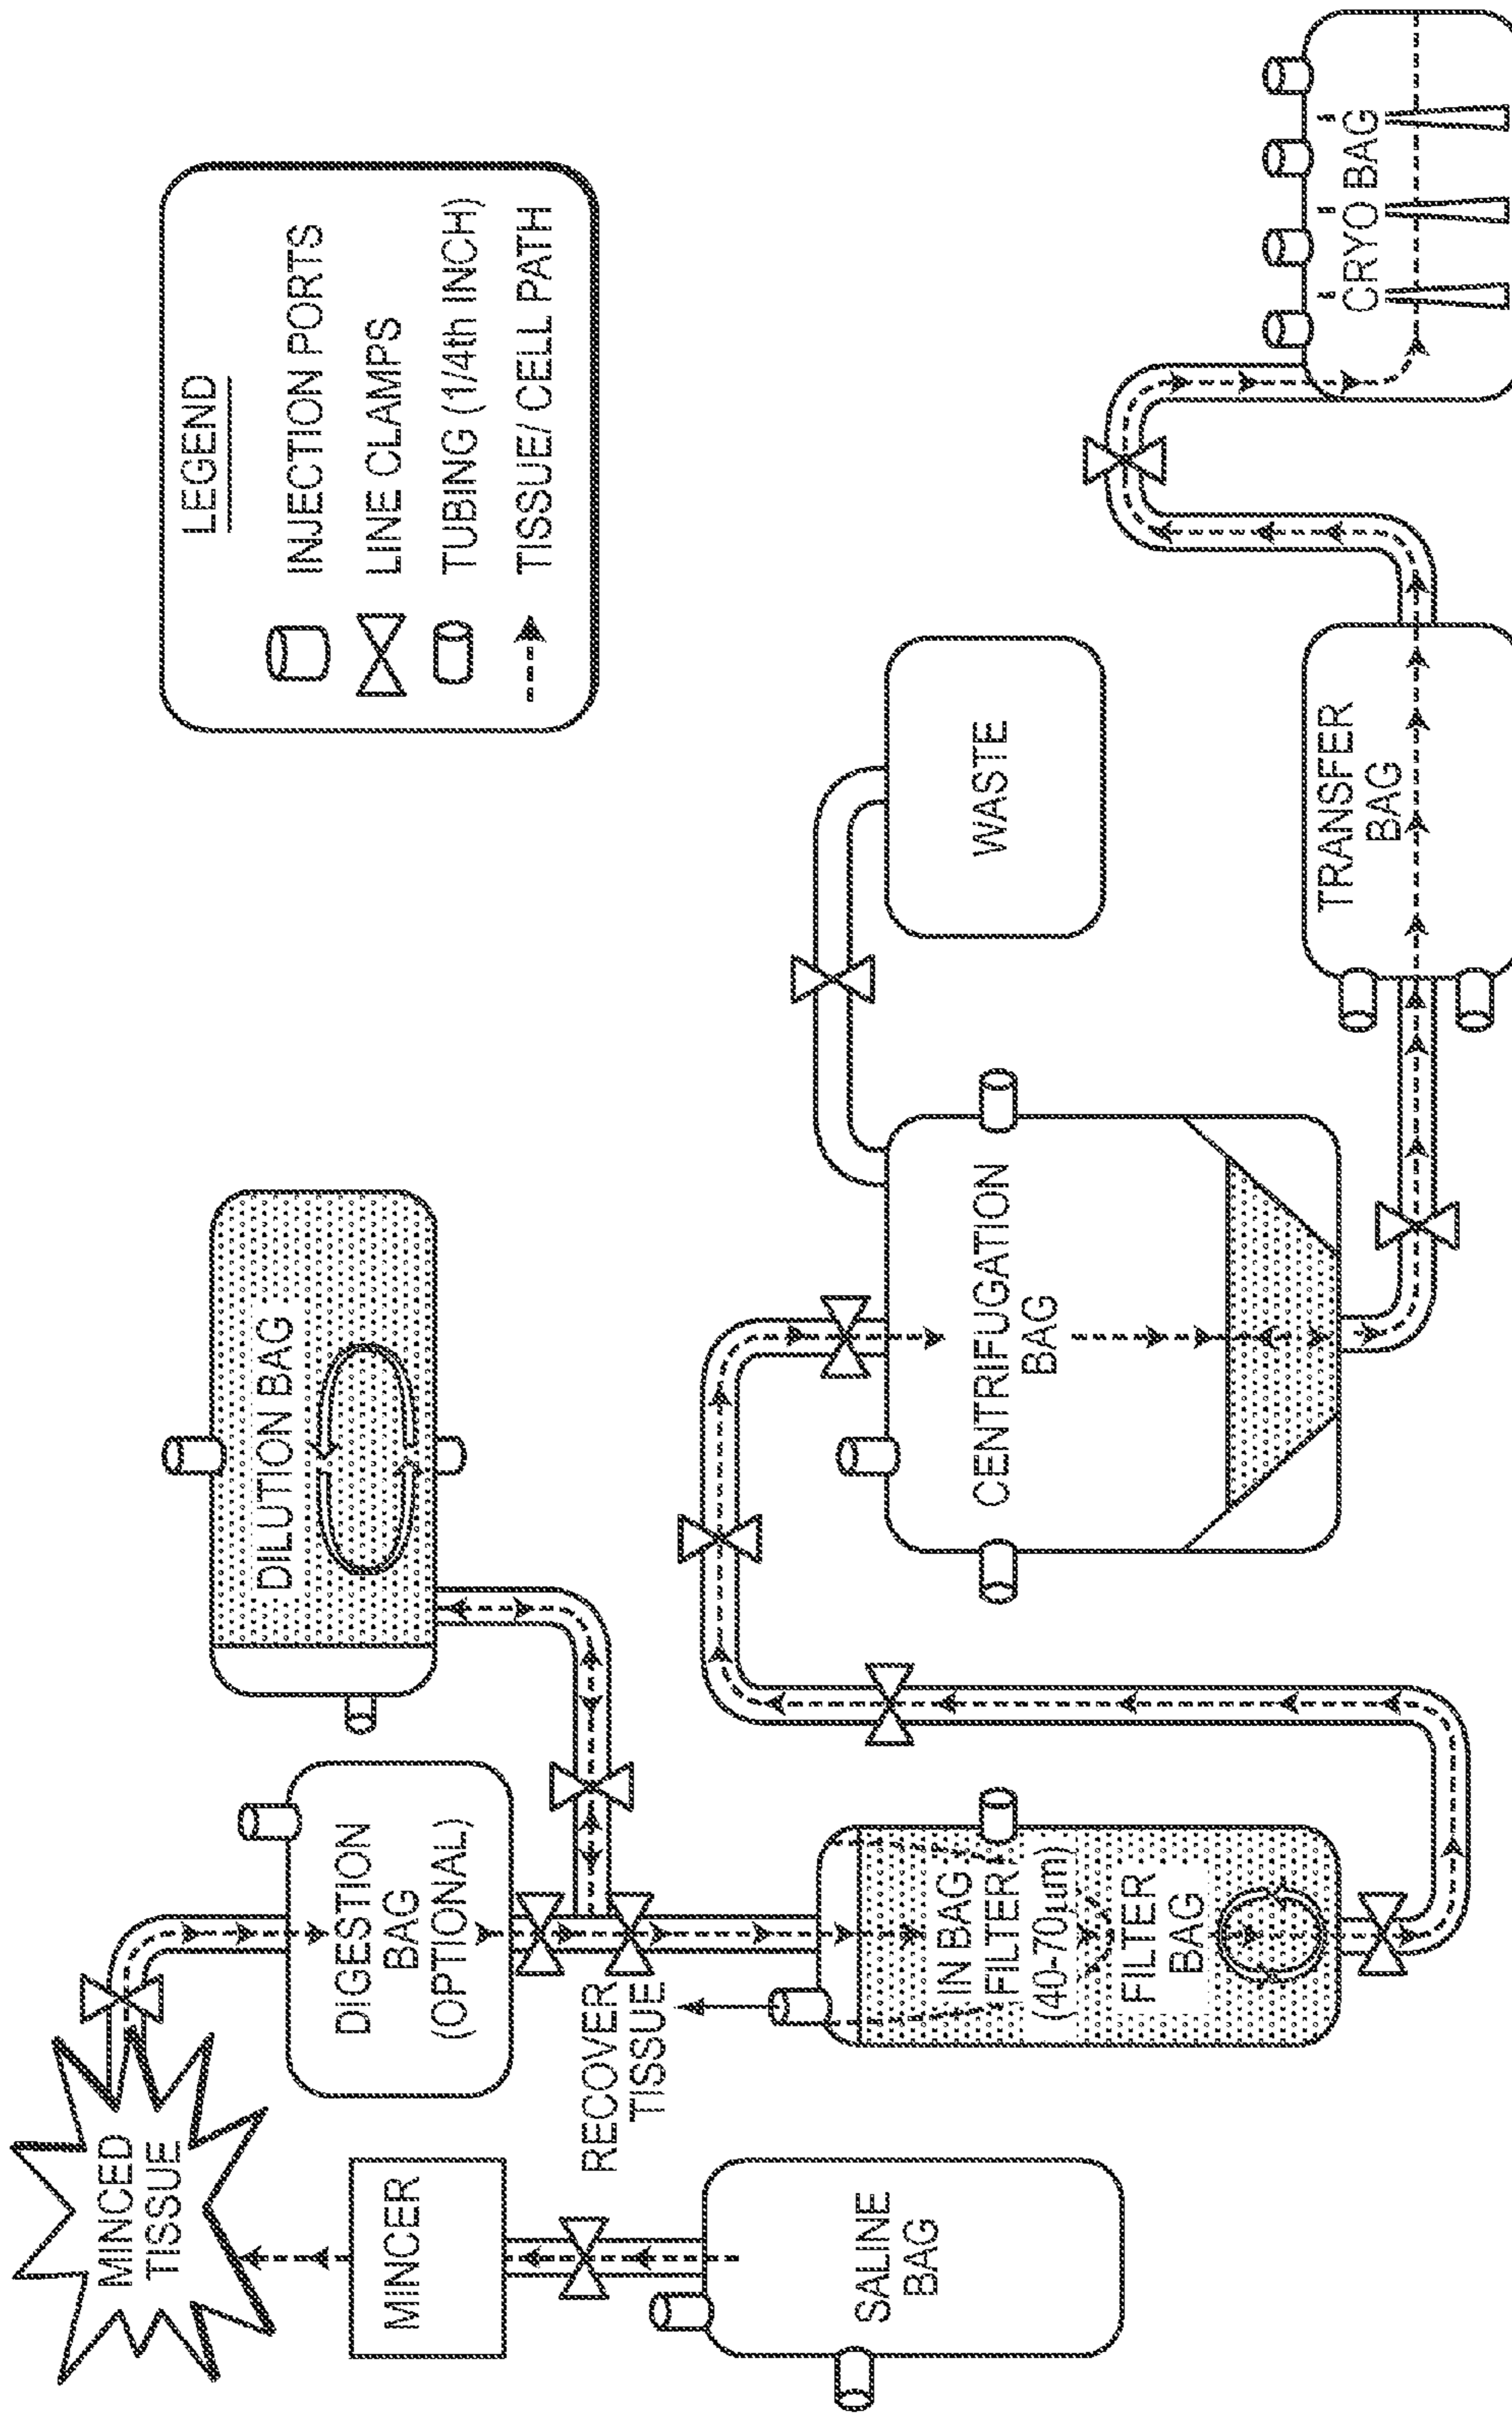 MINCED
TISSUE
MINCER
SALINE
BAG
DIGESTION
BAG
(OPTIONAL)
RECOVER
TISSUE
DILUTION BAG
IN BAG
FILTER
(40-70μm)
FILTER
BAG
CENTRIFUGATION
BAG
WASTE
TRANSFER
BAG
CRYO BAG
LEGEND
INJECTION PORTS
LINE CLAMPS
TUBING (1/4th INCH)
TISSUE/ CELL PATH